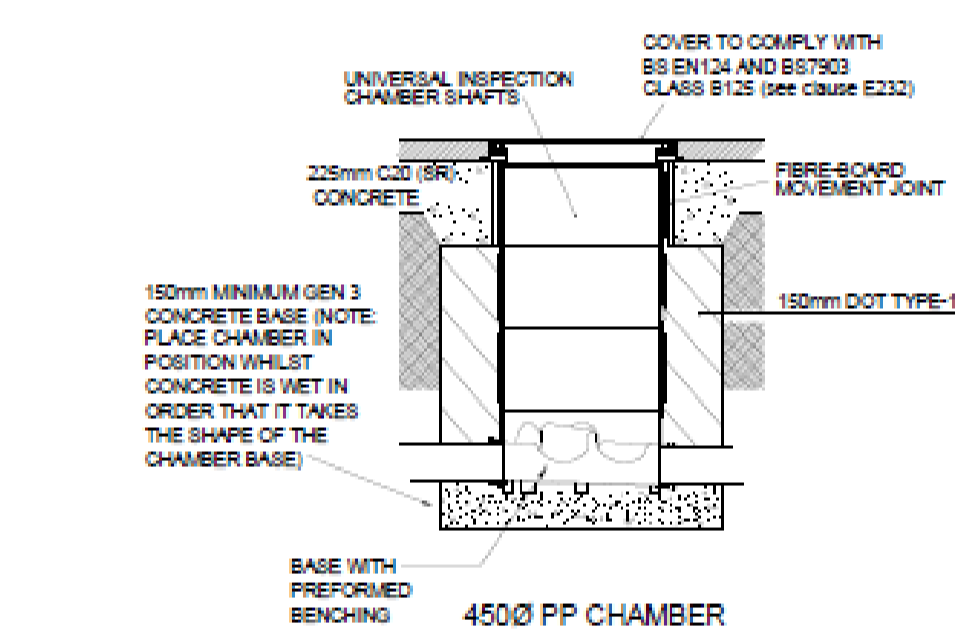 COVER TO COMPLY WITH
BS EN124 AND BS7903
CLASS B125 (see clause E232)
UNIVERSAL INSPECTION
CHAMBER SHAFTS
225mm C20 (SR)
CONCRETE
FIBRE-BOARD
MOVEMENT JOINT
150mm MINIMUM GEN 3
CONCRETE BASE (NOTE:
PLACE CHAMBER IN
POSITION WHILST
CONCRETE IS WET IN
ORDER THAT IT TAKES
THE SHAPE OF THE
CHAMBER BASE)
150mm DOT TYPE-1
BASE WITH
PREFORMED
BENCHING
450Ø PP CHAMBER